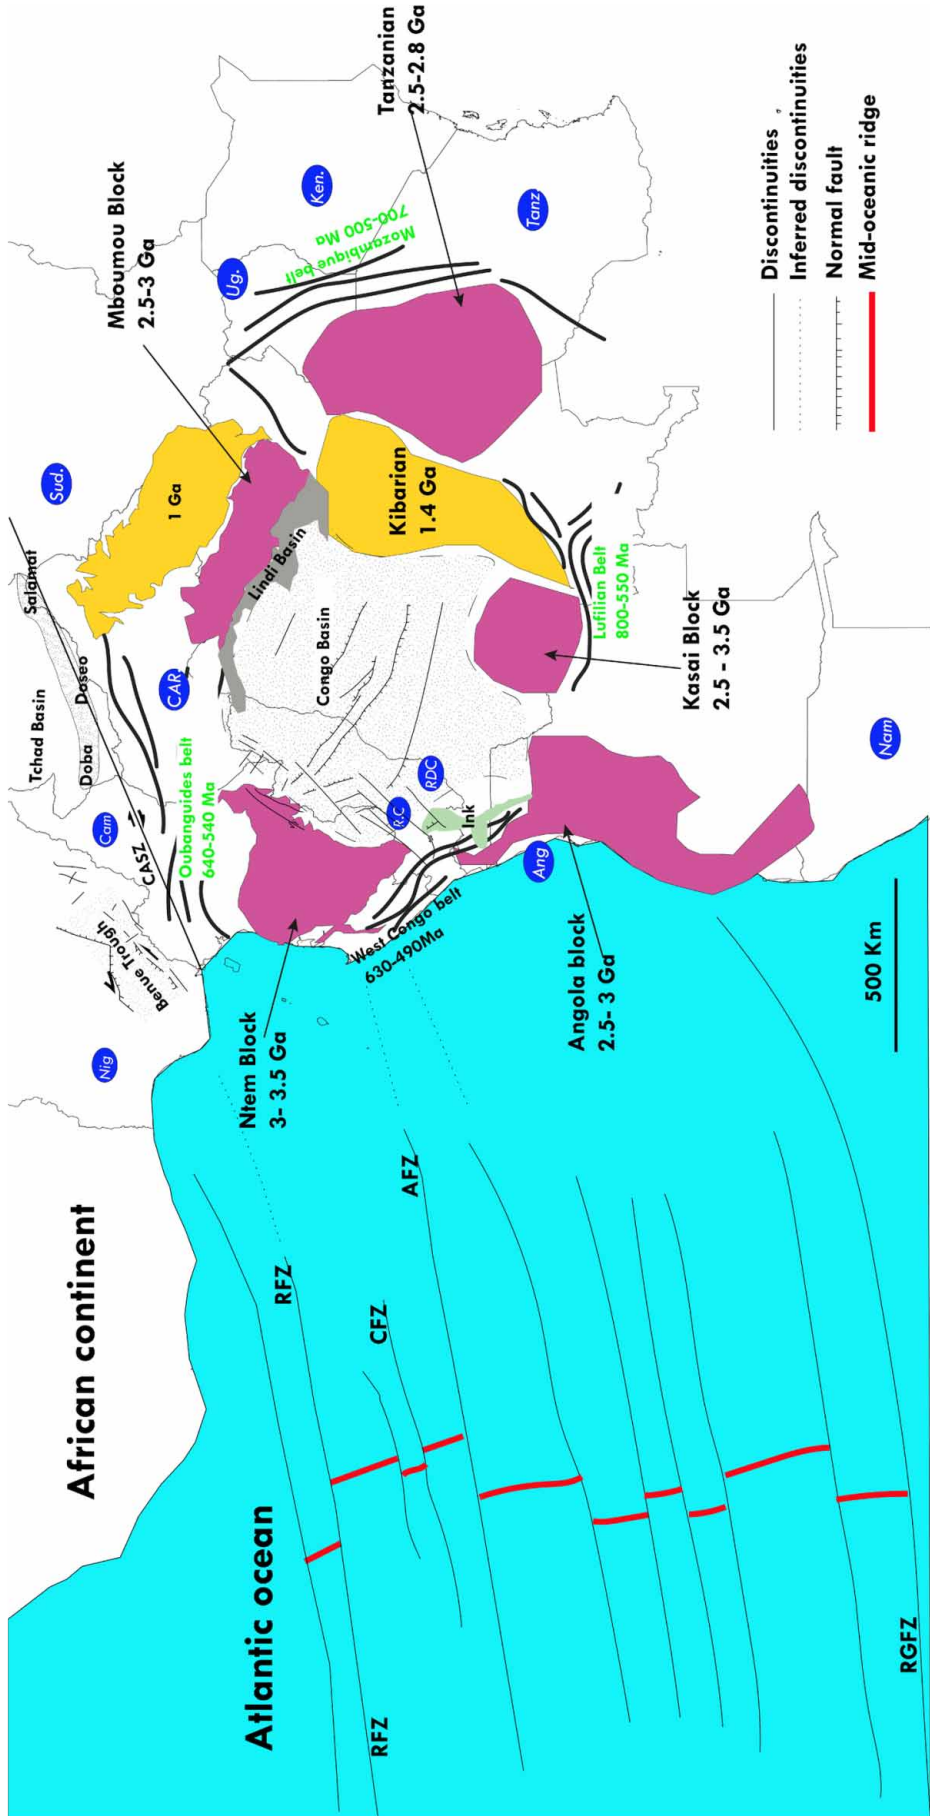 African continent
Atlantic ocean
Nig
Benue Trough
Cam
CASZ
Tchad Basin
Doba
Doseo
Salamat
Sud.
CAR
Oubanguides belt
640-540 Ma
1 Ga
Mboumou Block
2.5-3 Ga
Ug.
Ken.
Mozambique belt
700-500 Ma
Tanzanian
2.5-2.8 Ga
Tanz.
Lindi Basin
Congo Basin
Kibarian
1.4 Ga
Ntem Block
3- 3.5 Ga
R.C
RDC
Ink
West Congo belt
630-490Ma
Ang
Angola block
2.5- 3 Ga
Lufilian Belt
800-550 Ma
Kasai Block
2.5 - 3.5 Ga
Nam
RFZ
RFZ
CFZ
AFZ
RGFZ
500 Km
Discontinuities
Inferred discontinuities
Normal fault
Mid-oceanic ridge